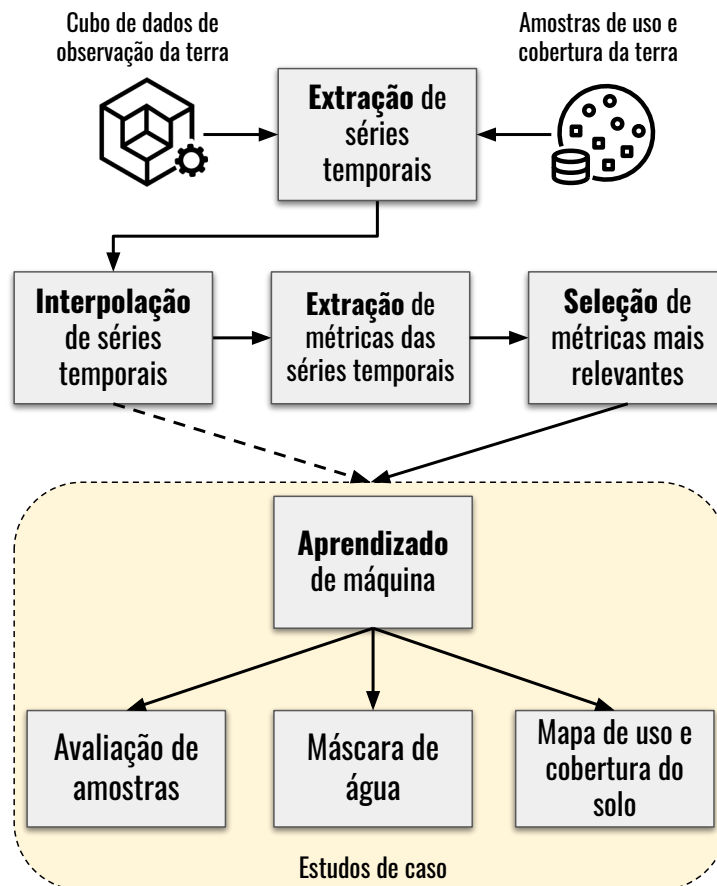 Cubo de dados de
observação da terra
Amostras de uso e
cobertura da terra
Extração de
séries
temporais
Interpolação
de séries
temporais
Extração de
métricas das
séries temporais
Seleção de
métricas mais
relevantes
Aprendizado
de máquina
Avaliação de
amostras
Máscara de
água
Mapa de uso e
cobertura do
solo
Estudos de caso